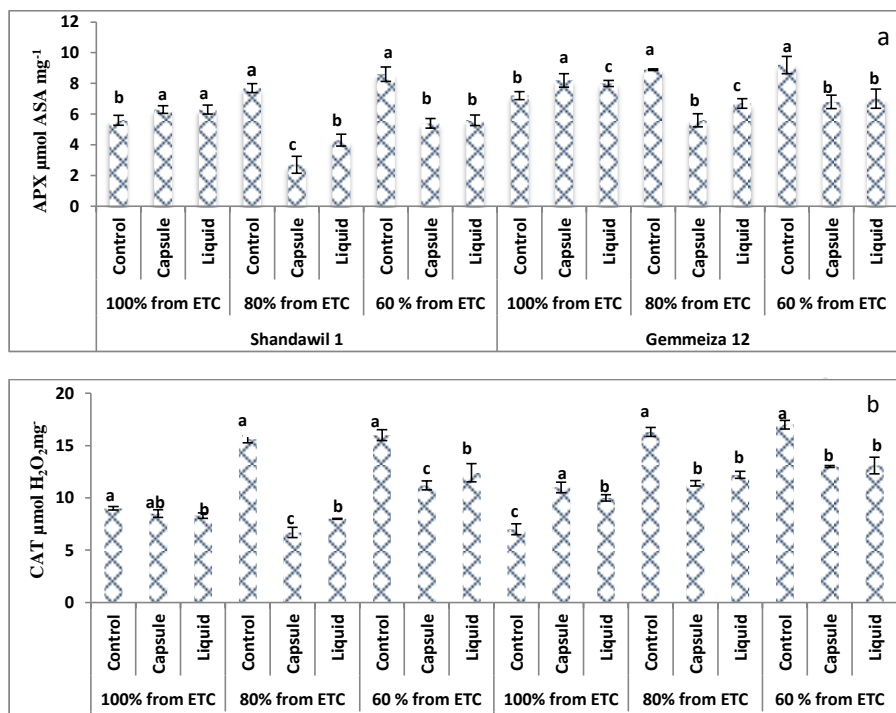 a
12
10
8
6
4
2
0
APX µmol ASA mg-1
b a a a c b a b b b a c a b c a b b
Control Capsule Liquid Control Capsule Liquid Control Capsule Liquid Control Capsule Liquid Control Capsule Liquid Control Capsule Liquid
100% from ETC 80% from ETC 60 % from ETC 100% from ETC 80% from ETC 60 % from ETC
Shandawil 1 Gemmeiza 12
b
20
15
10
5
0
CAT µmol H2O2mg-
a ab b a c b a c b c a b a b b a b b
Control Capsule Liquid Control Capsule Liquid Control Capsule Liquid Control Capsule Liquid Control Capsule Liquid Control Capsule Liquid
100% from ETC 80% from ETC 60 % from ETC 100% from ETC 80% from ETC 60 % from ETC